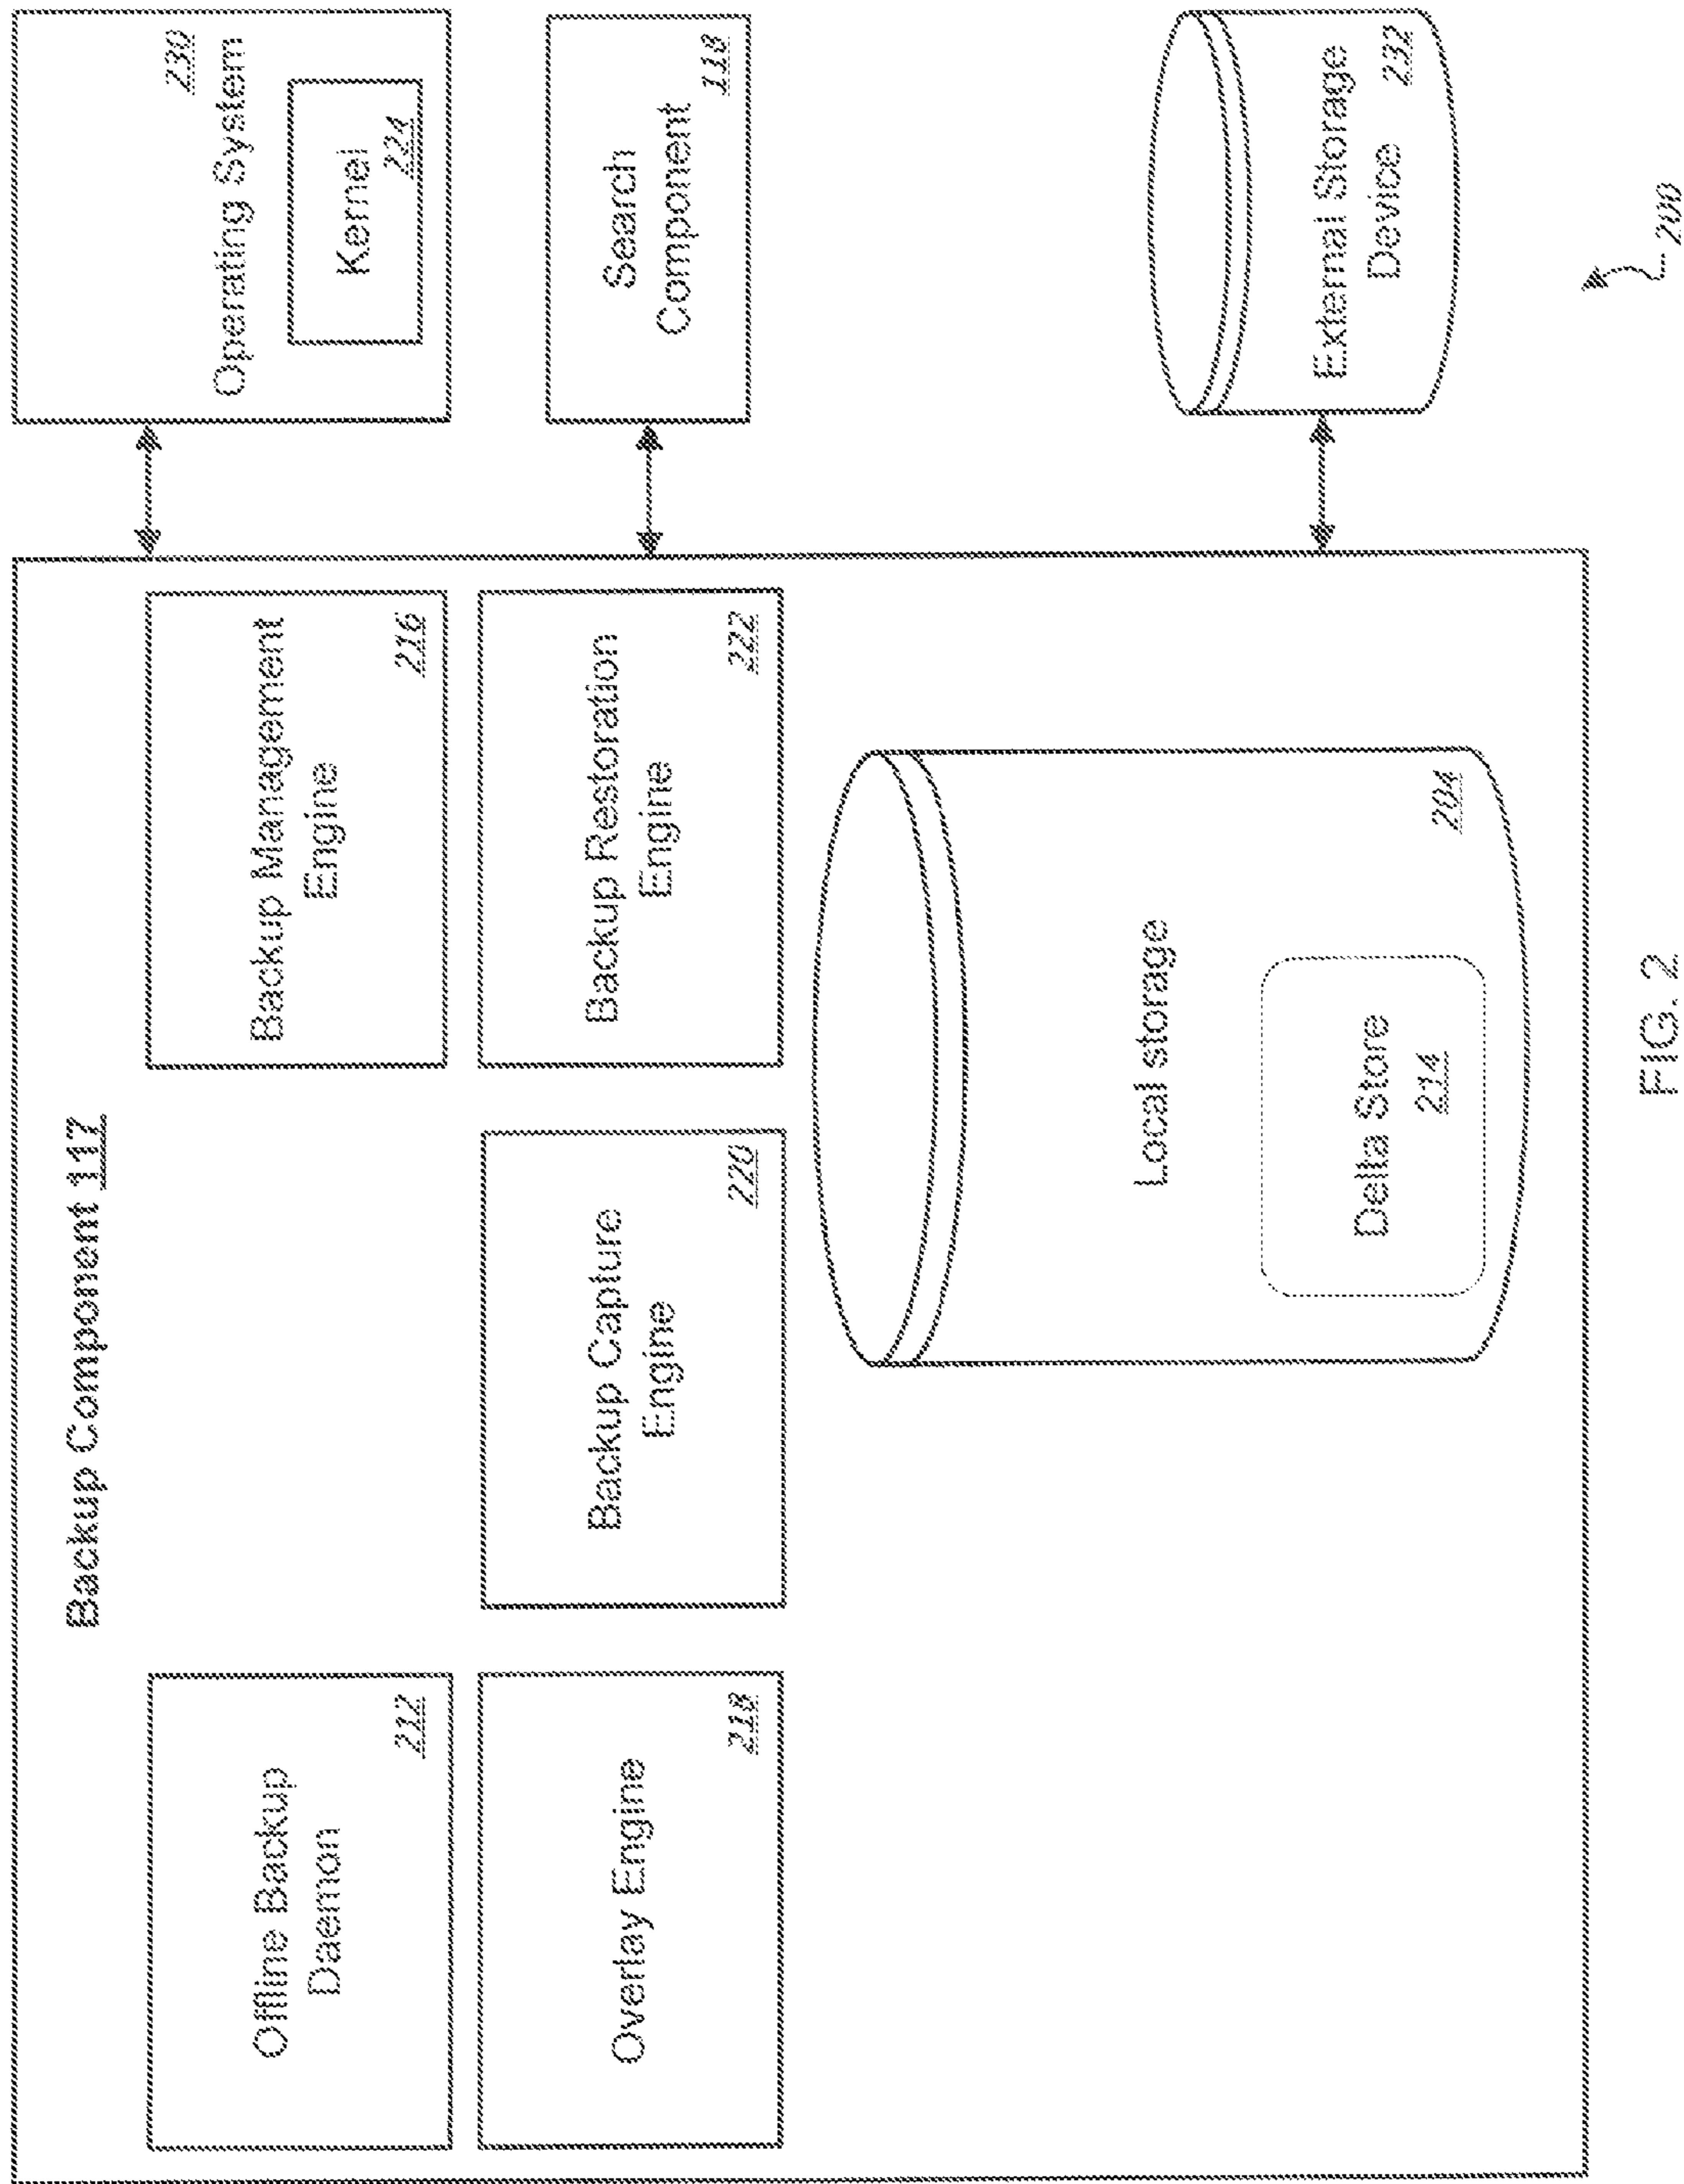 Backup Component 117
Offline Backup
Daemon
212
Backup Management
Engine
216
Operating System
230
Kernel
224
Overlay Engine
218
Backup Capture
Engine
220
Backup Restoration
Engine
222
Search
Component
118
Local storage
204
Delta Store
214
External Storage
Device
232
200
FIG. 2